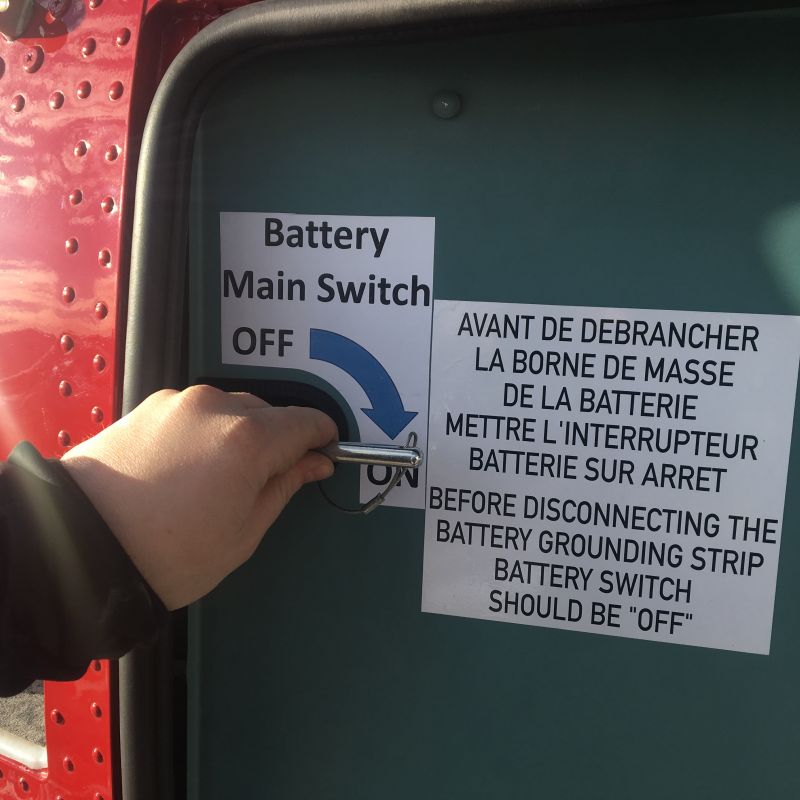 Battery
Main Switch
OFF
ON
AVANT DE DEBRANCHER
LA BORNE DE MASSE
DE LA BATTERIE
METTRE L'INTERRUPTEUR
BATTERIE SUR ARRET
BEFORE DISCONNECTING THE
BATTERY GROUNDING STRIP
BATTERY SWITCH
SHOULD BE "OFF"